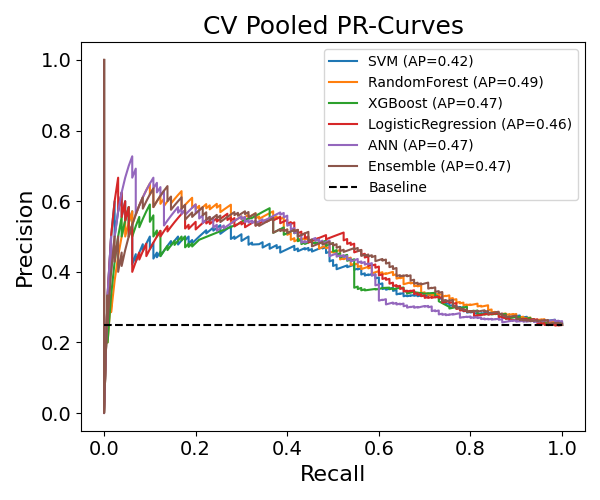 CV Pooled PR-Curves
SVM (AP=0.42)
RandomForest (AP=0.49)
XGBoost (AP=0.47)
LogisticRegression (AP=0.46)
ANN (AP=0.47)
Ensemble (AP=0.47)
Baseline
Precision
1.0
0.8
0.6
0.4
0.2
0.0
0.0 0.2 0.4 0.6 0.8 1.0
Recall